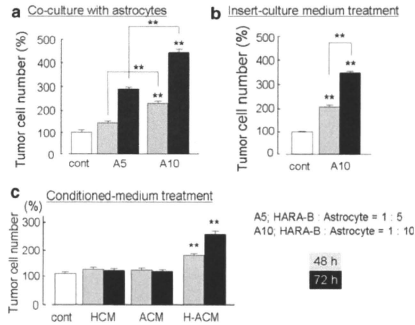 a Co-culture with astrocytes
Tumor cell number (%)
500
400
300
200
100
0
**
**
**
**
cont A5 A10
b Insert-culture medium treatment
Tumor cell number (%)
500
400
300
200
100
0
**
**
**
cont A10
c Conditioned-medium treatment
(%)
Tumor cell number
300
200
100
0
**
**
cont HCM ACM H-ACM
A5; HARA-B : Astrocyte = 1 : 5
A10; HARA-B : Astrocyte = 1 : 10
48 h
72 h